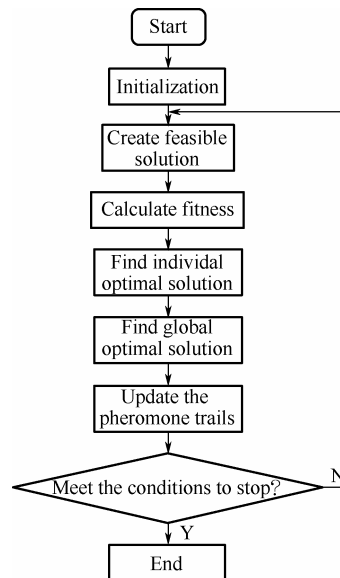 Start
Initialization
Create feasible
solution
Calculate fitness
Find individal
optimal solution
Find global
optimal solution
Update the
pheromone trails
Meet the conditions to stop?
N
Y
End